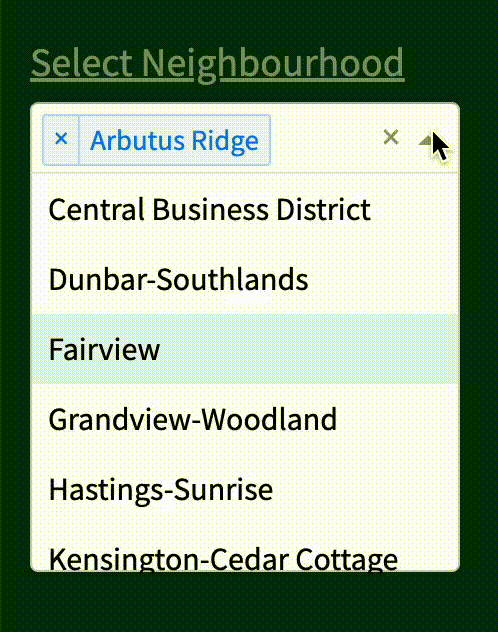 Select Neighbourhood
× Arbutus Ridge ×
Central Business District
Dunbar-Southlands
Fairview
Grandview-Woodland
Hastings-Sunrise
Kensington-Cedar Cottage